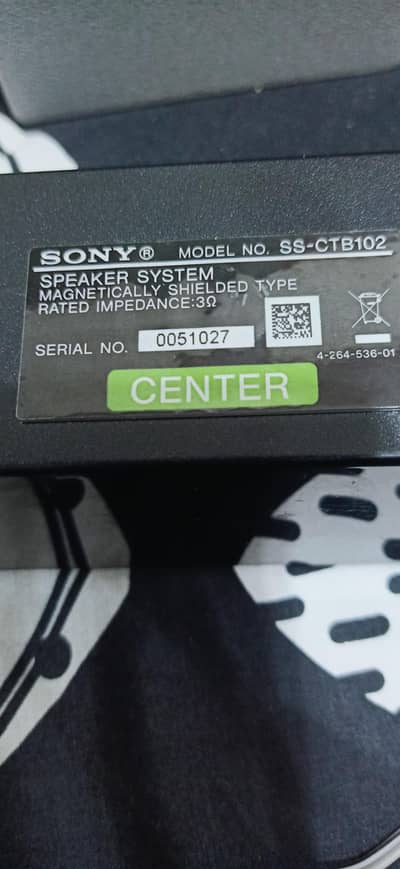 SONY® MODEL NO. SS-CTB102
SPEAKER SYSTEM
MAGNETICALLY SHIELDED TYPE
RATED IMPEDANCE:3Ω
SERIAL NO. 0051027
4-264-536-01
CENTER